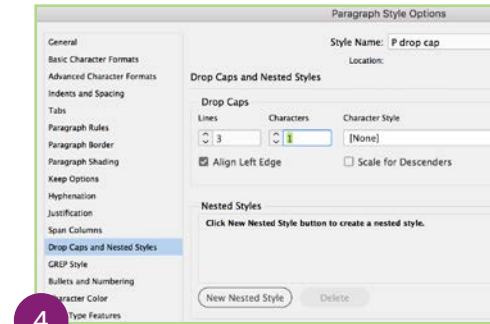 Paragraph Style Options
General
Basic Character Formats
Advanced Character Formats
Indents and Spacing
Tabs
Paragraph Rules
Paragraph Border
Paragraph Shading
Keep Options
Hyphenation
Justification
Span Columns
Drop Caps and Nested Styles
GREP Style
Bullets and Numbering
Character Color
Type Features
4
Style Name: P drop cap
Location:
Drop Caps and Nested Styles
Drop Caps
Lines Characters Character Style
3 1 [None]
Align Left Edge Scale for Descenders
Nested Styles
Click New Nested Style button to create a nested style.
New Nested Style Delete